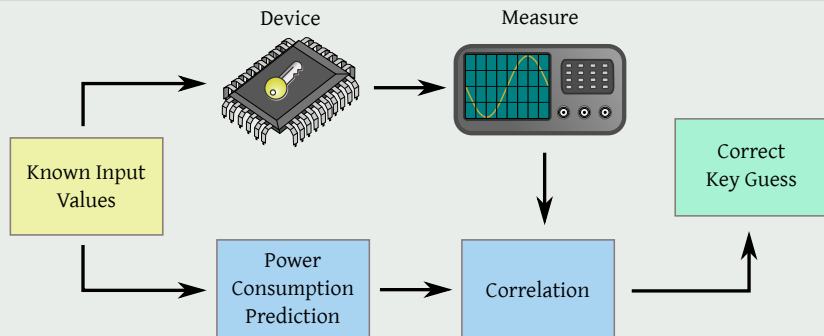 Device
Measure
Known Input
Values
Correct
Key Guess
Power
Consumption
Prediction
Correlation